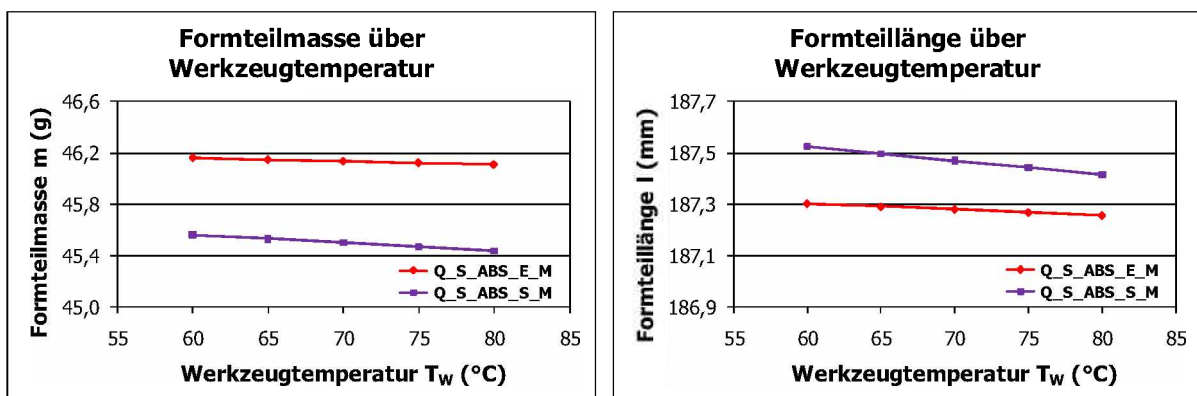 Formteilmasse über
Werkzeugtemperatur
Formteilmasse m (g)
46,6
46,2
45,8
45,4
45,0
Q_S_ABS_E_M
Q_S_ABS_S_M
55 60 65 70 75 80 85
Werkzeugtemperatur T_W (°C)
Formteillänge über
Werkzeugtemperatur
Formteillänge l (mm)
187,7
187,5
187,3
187,1
186,9
Q_S_ABS_E_M
Q_S_ABS_S_M
55 60 65 70 75 80 85
Werkzeugtemperatur T_W (°C)